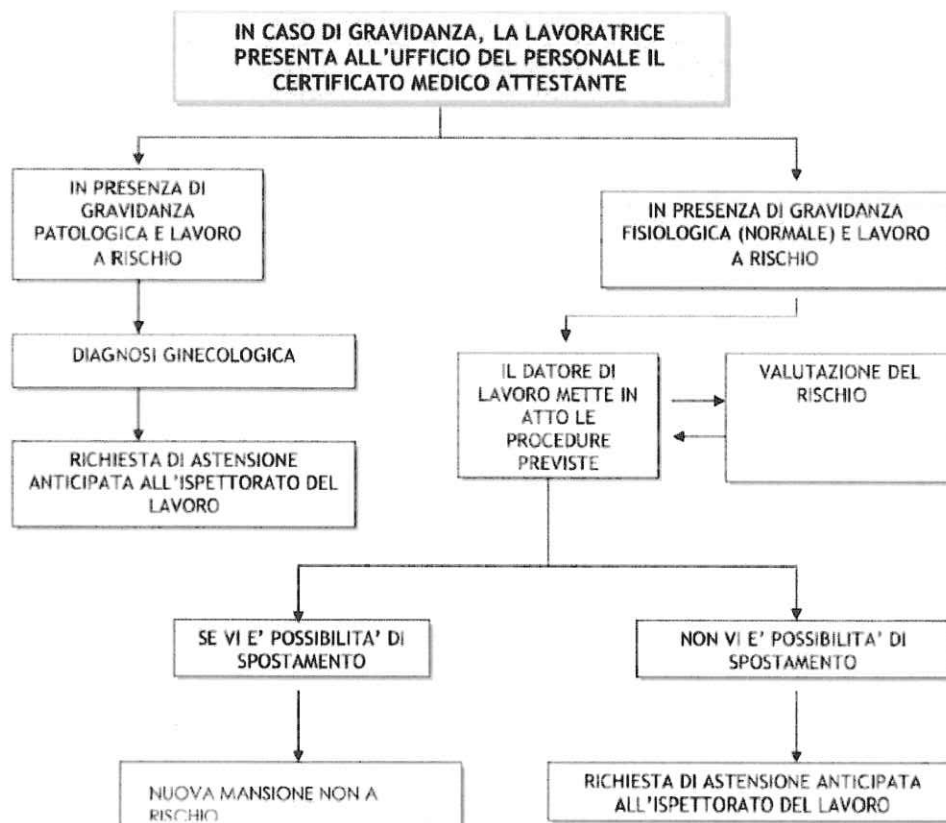 IN CASO DI GRAVIDANZA, LA LAVORATRICE
PRESENTA ALL'UFFICIO DEL PERSONALE IL
CERTIFICATO MEDICO ATTESTANTE
IN PRESENZA DI
GRAVIDANZA
PATOLOGICA E LAVORO
A RISCHIO
IN PRESENZA DI GRAVIDANZA
FISIOLOGICA (NORMALE) E LAVORO
A RISCHIO
DIAGNOSI GINECOLOGICA
IL DATORE DI
LAVORO METTE IN
ATTO LE
PROCEDURE
PREVISTE
VALUTAZIONE DEL
RISCHIO
RICHIESTA DI ASTENSIONE
ANTICIPATA ALL'ISPETTORATO DEL
LAVORO
SE VI E' POSSIBILITA' DI
SPOSTAMENTO
NON VI E' POSSIBILITA' DI
SPOSTAMENTO
NUOVA MANSIONE NON A
RISCHIO
RICHIESTA DI ASTENSIONE ANTICIPATA
ALL'ISPETTORATO DEL LAVORO